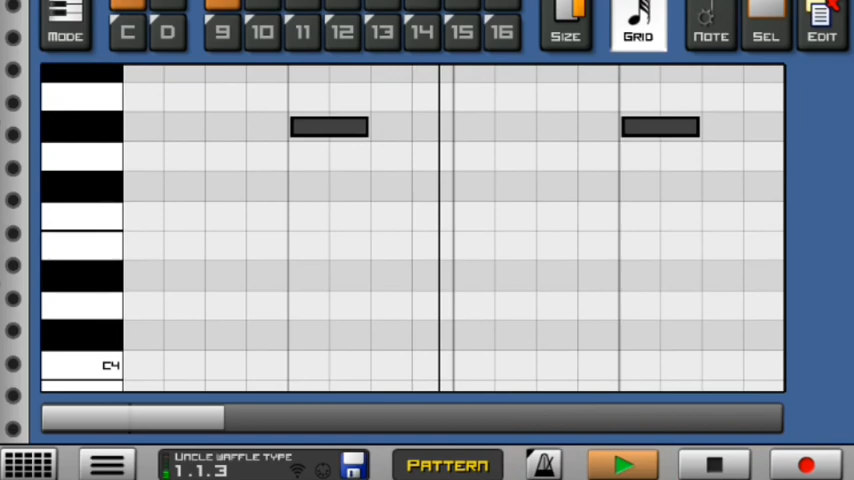 MODE C D 9 10 11 12 13 14 15 16 SIZE GRID NOTE SEL EDIT
C4
UNCLE WAFFLE TYPE
1.1.3
PATTERN